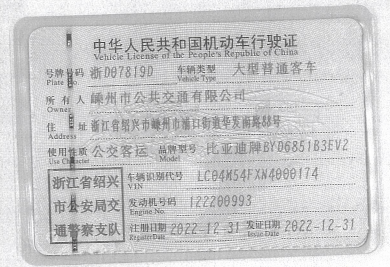 中华人民共和国机动车行驶证
Vehicle License of the People's Republic of China
号牌号码 浙D07819D 车辆类型 大型普通客车
Plate No. Vehicle Type
所有人 嵊州市公共交通有限公司
Owner
住址 浙江省绍兴市嵊州市浦口街道华发南路88号
Address
使用性质 公交客运 品牌型号 比亚迪牌BYD6851B3EV2
Use Character Model
浙江省绍兴
市公安局交
通警察支队
车辆识别代号 LC04M54FXN4000174
VIN
发动机号码 122200993
Engine No.
注册日期 2022-12-31 发证日期 2022-12-31
Register Date Issue Date